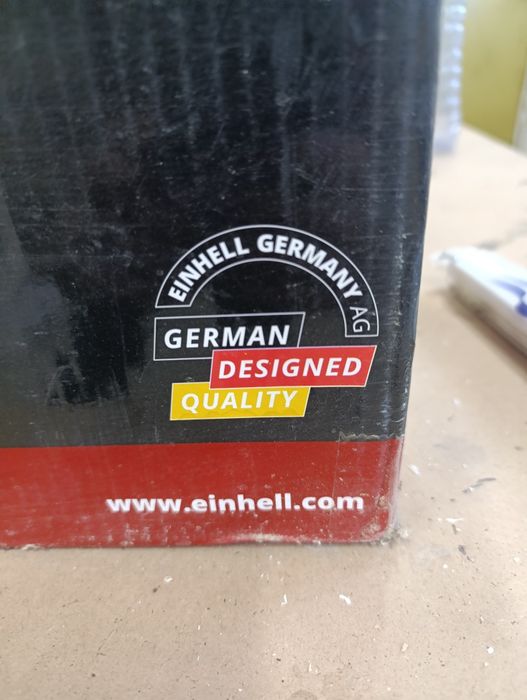 EINHELL GERMANY AG
GERMAN
DESIGNED
QUALITY
www.einhell.com